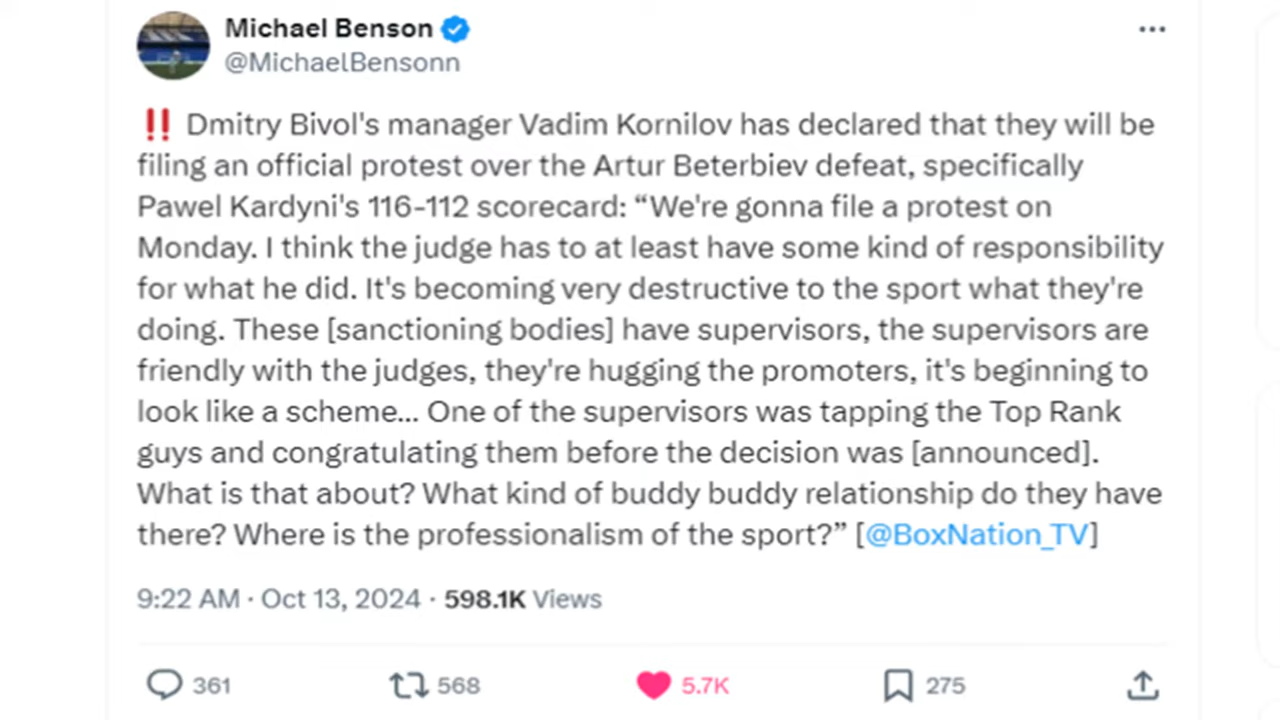 Michael Benson
@MichaelBensonn
‼️ Dmitry Bivol's manager Vadim Kornilov has declared that they will be
filing an official protest over the Artur Beterbiev defeat, specifically
Pawel Kardyni's 116-112 scorecard: “We're gonna file a protest on
Monday. I think the judge has to at least have some kind of responsibility
for what he did. It's becoming very destructive to the sport what they're
doing. These [sanctioning bodies] have supervisors, the supervisors are
friendly with the judges, they're hugging the promoters, it's beginning to
look like a scheme... One of the supervisors was tapping the Top Rank
guys and congratulating them before the decision was [announced].
What is that about? What kind of buddy buddy relationship do they have
there? Where is the professionalism of the sport?” [@BoxNation_TV]
9:22 AM · Oct 13, 2024 · 598.1K Views
361 568 5.7K 275